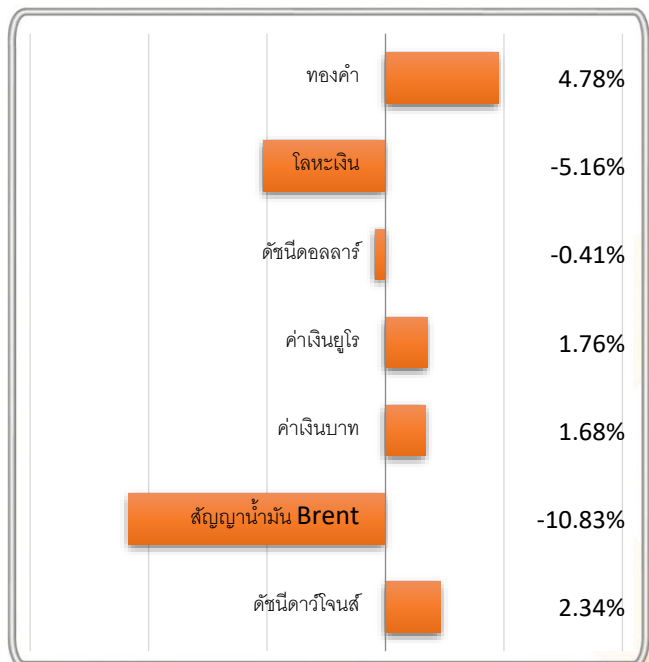 ทองคำ 4.78%
โลหะเงิน -5.16%
ดัชนีดอลลาร์ -0.41%
ค่าเงินยูโร 1.76%
ค่าเงินบาท 1.68%
สัญญาน้ำมัน Brent -10.83%
ดัชนีดาวโจนส์ 2.34%